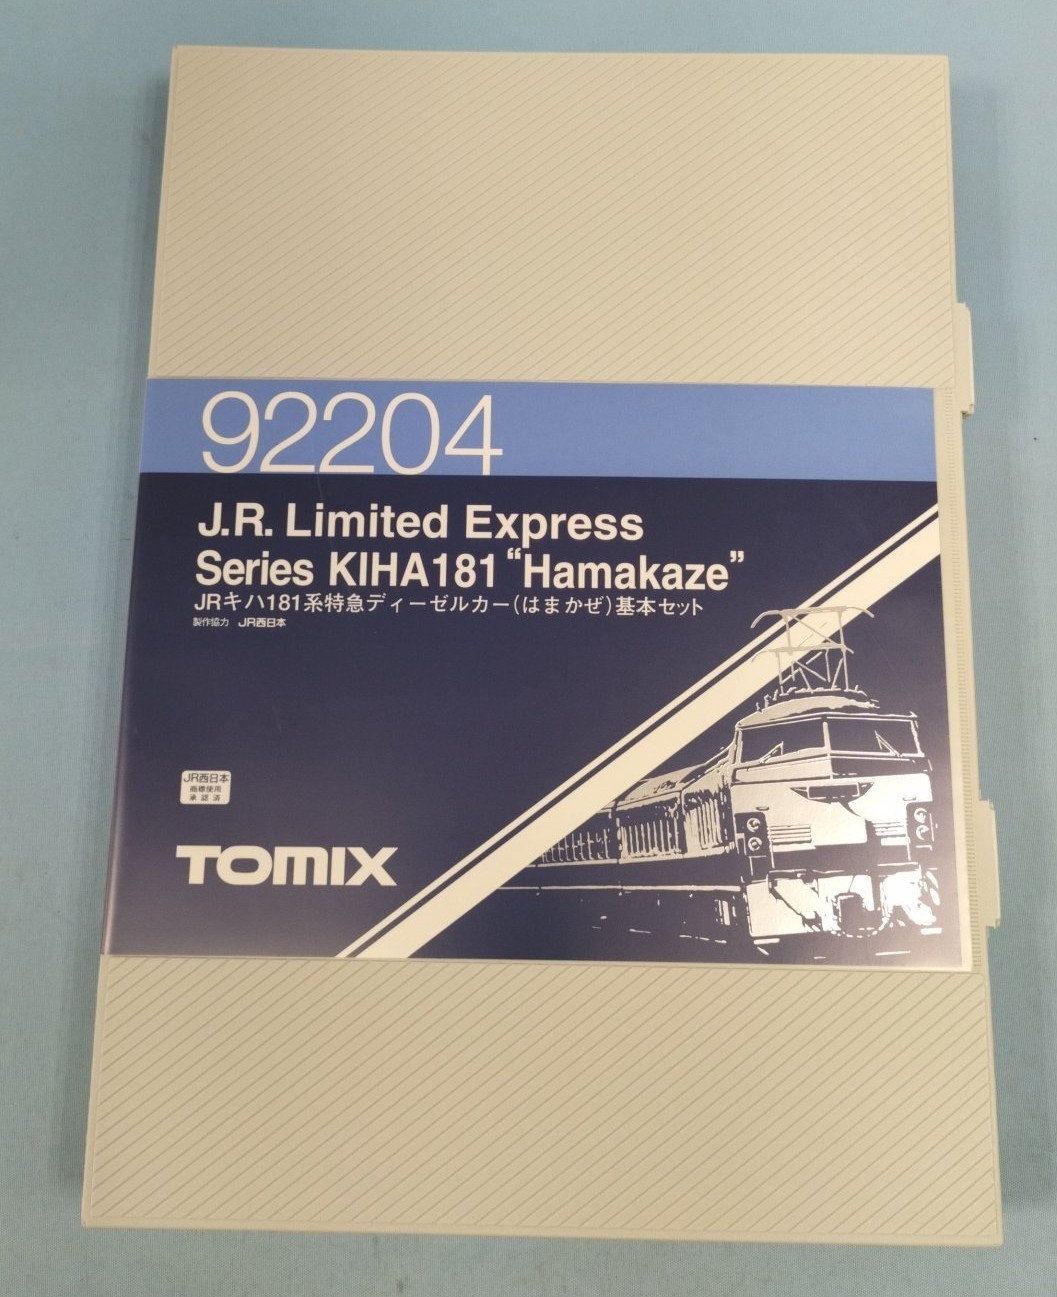 92204
J.R. Limited Express
Series KIHA181 “Hamakaze”
JRキハ181系特急ディーゼルカー(はまかぜ)基本セット
製作協力 JR西日本
JR西日本
商標使用
承認済
TOMIX